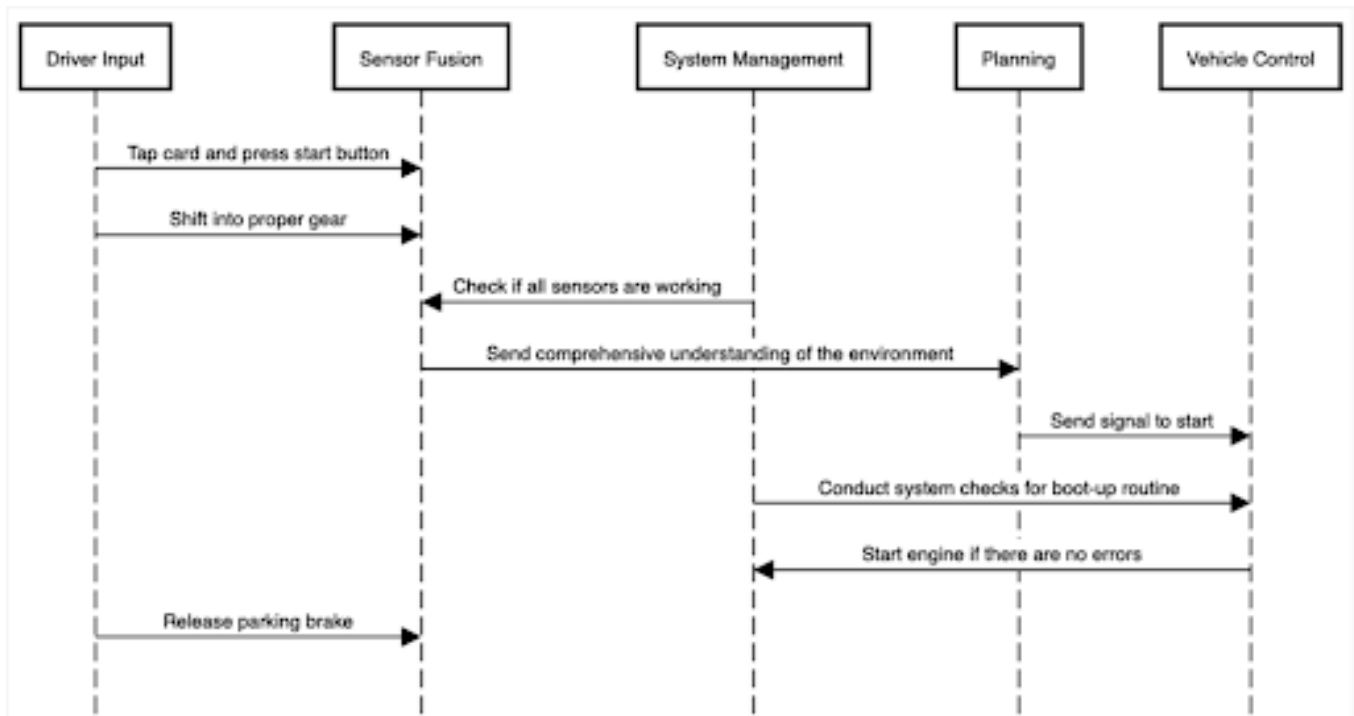 Driver Input
Sensor Fusion
System Management
Planning
Vehicle Control
Tap card and press start button
Shift into proper gear
Check if all sensors are working
Send comprehensive understanding of the environment
Send signal to start
Conduct system checks for boot-up routine
Start engine if there are no errors
Release parking brake